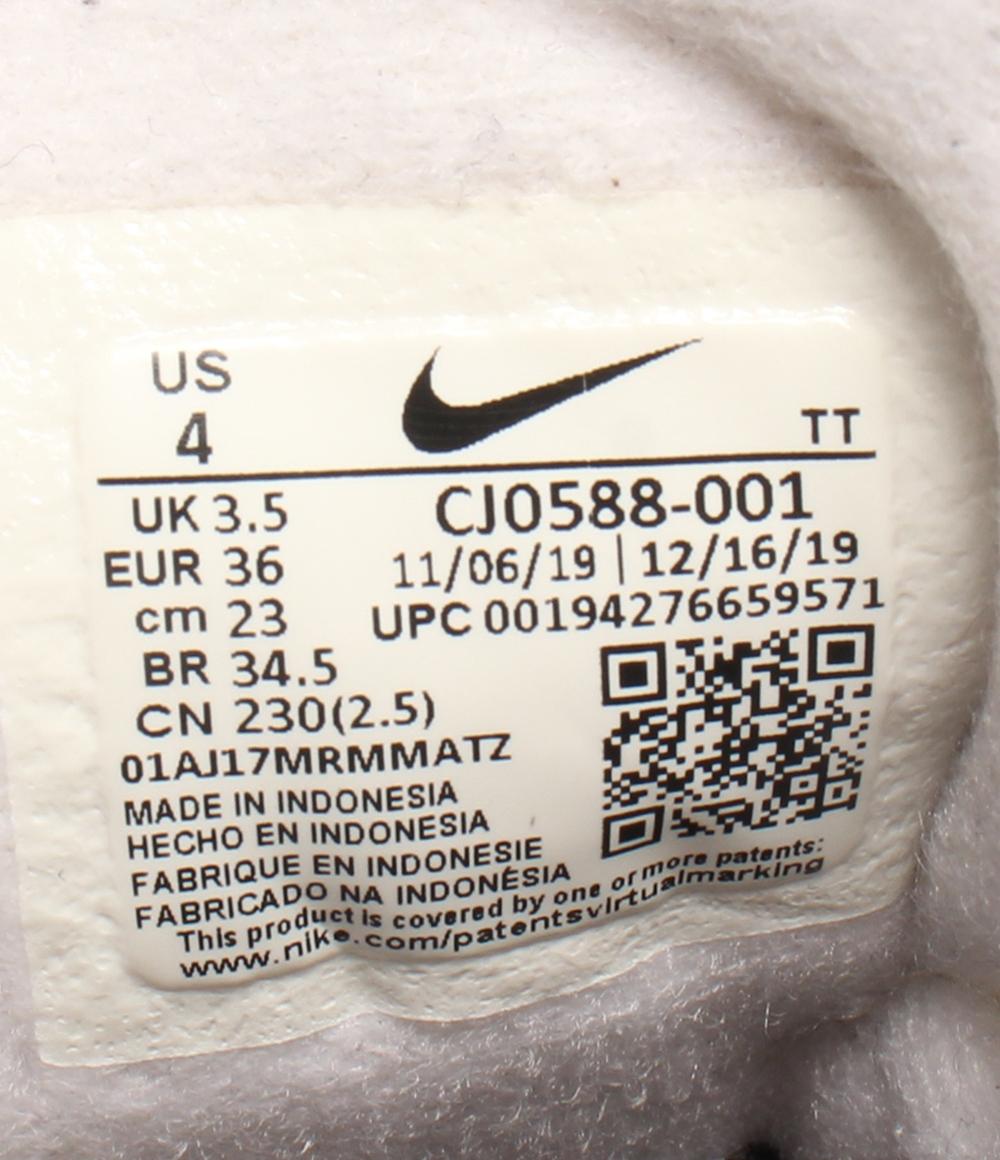 US
4
TT
UK 3.5
CJ0588-001
EUR 36
11/06/19 | 12/16/19
cm 23
UPC 00194276659571
BR 34.5
CN 230(2.5)
01AJ17MRMMATZ
MADE IN INDONESIA
HECHO EN INDONESIA
FABRIQUE EN INDONESIE
FABRICADO NA INDONÉSIA
This product is covered by one or more patents:
www.nike.com/patentsvirtualmarking